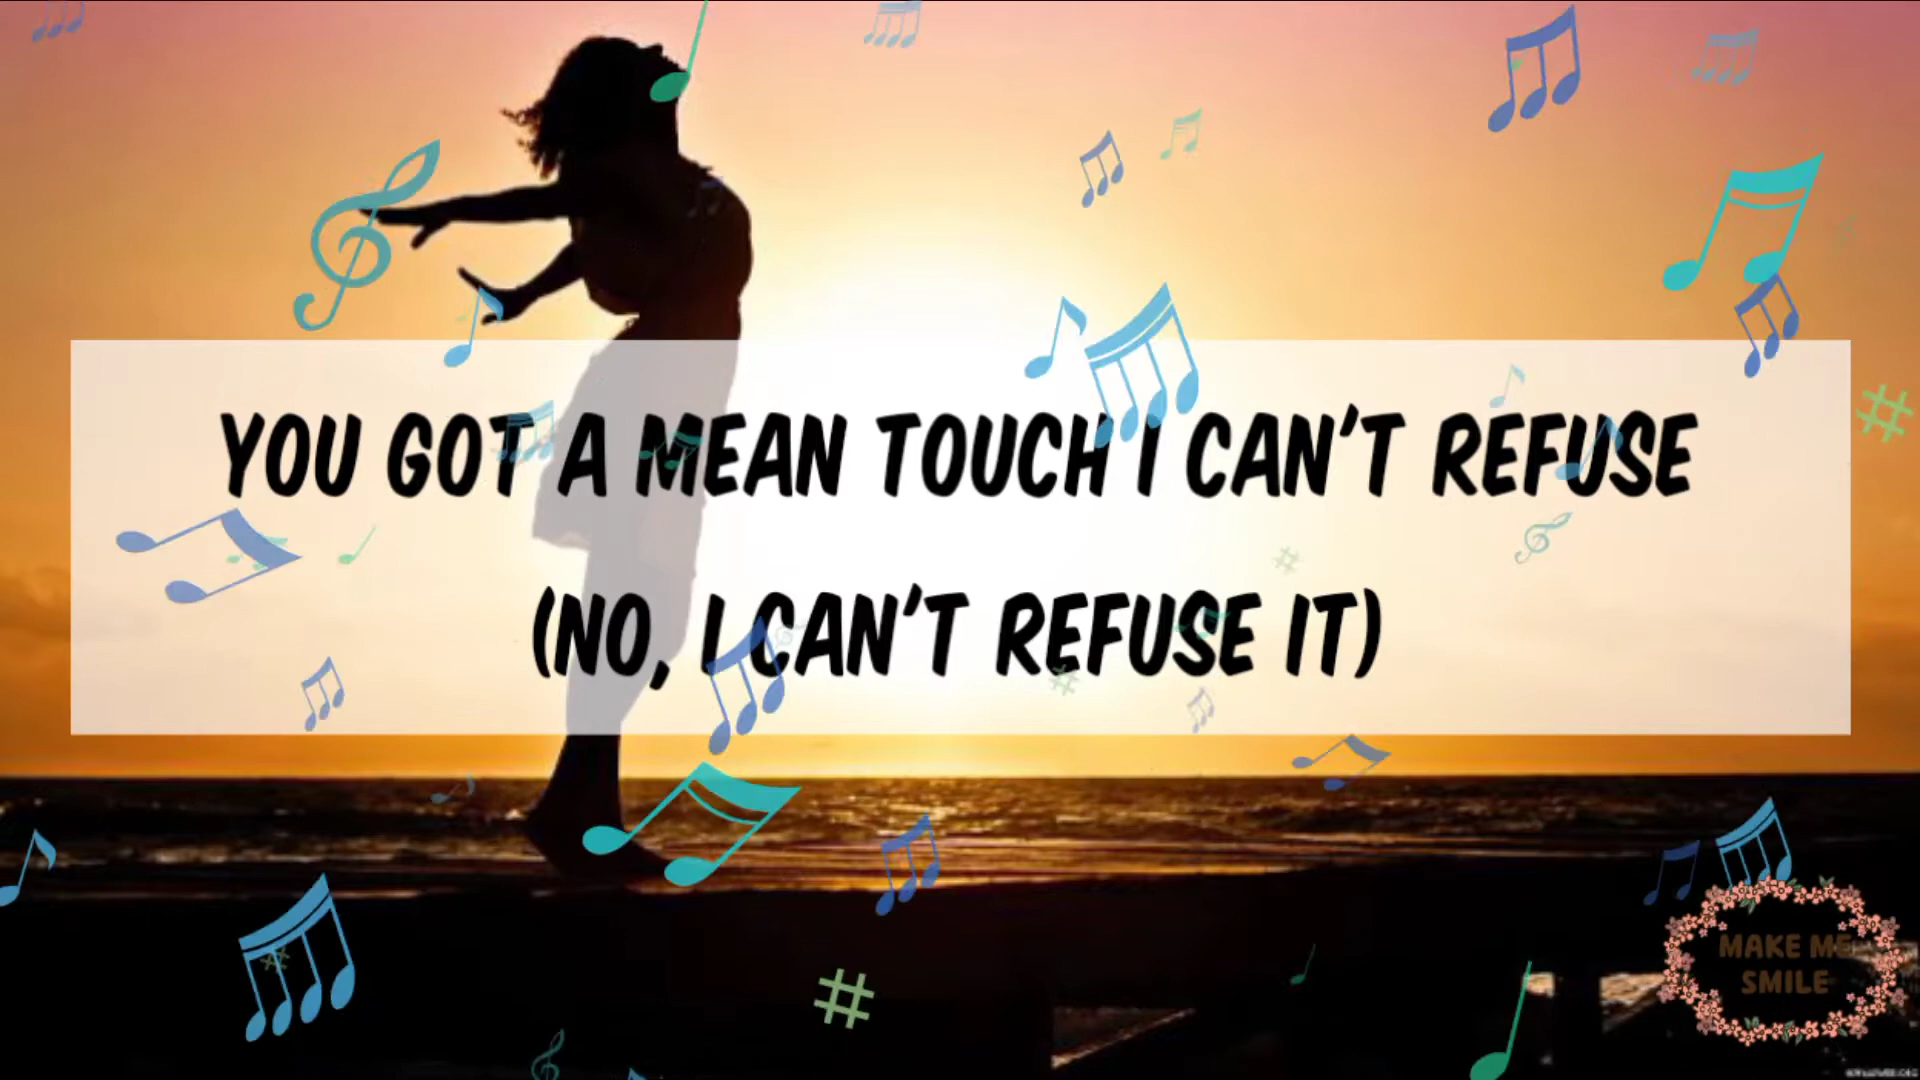 YOU GOT A MEAN TOUCH I CAN'T REFUSE
(NO, I CAN'T REFUSE IT)
MAKE ME
SMILE